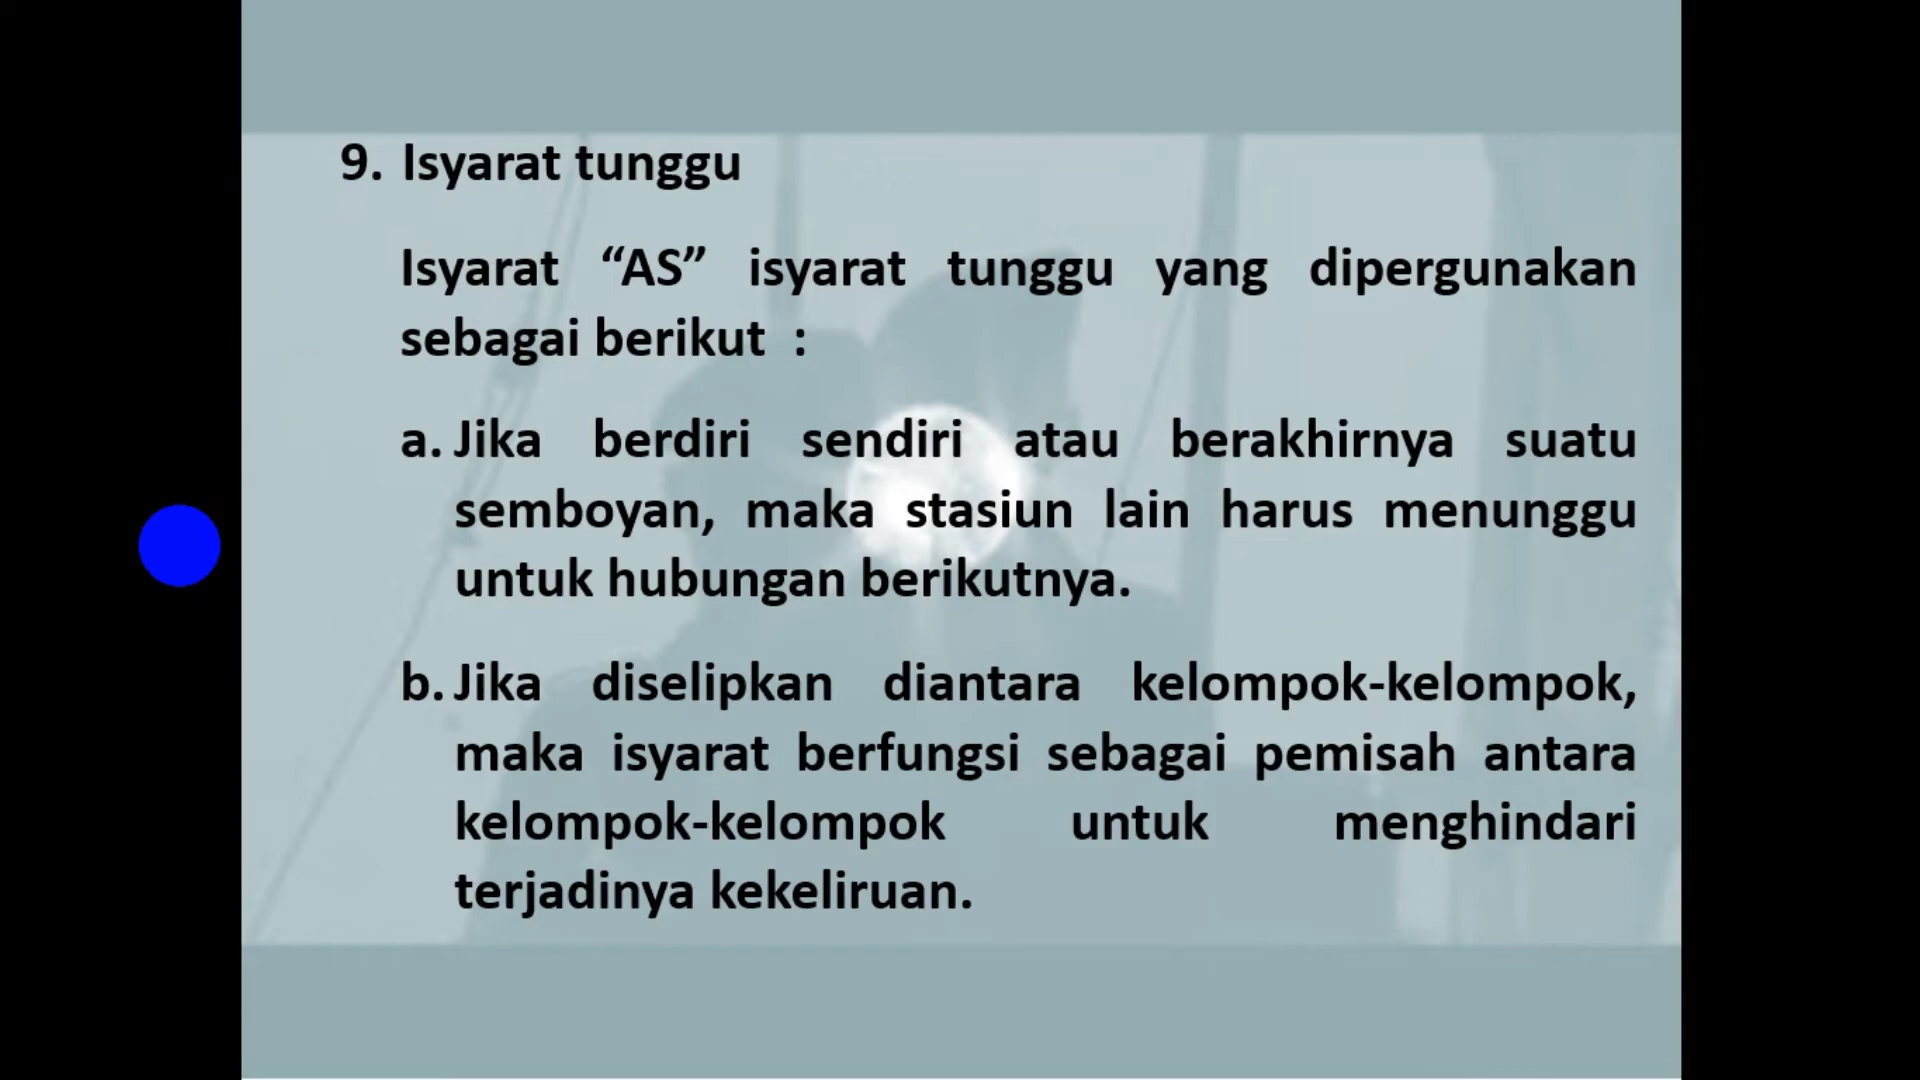 9. Isyarat tunggu
Isyarat “AS” isyarat tunggu yang dipergunakan
sebagai berikut :
a. Jika berdiri sendiri atau berakhirnya suatu
semboyan, maka stasiun lain harus menunggu
untuk hubungan berikutnya.
b. Jika diselipkan diantara kelompok-kelompok,
maka isyarat berfungsi sebagai pemisah antara
kelompok-kelompok untuk menghindari
terjadinya kekeliruan.